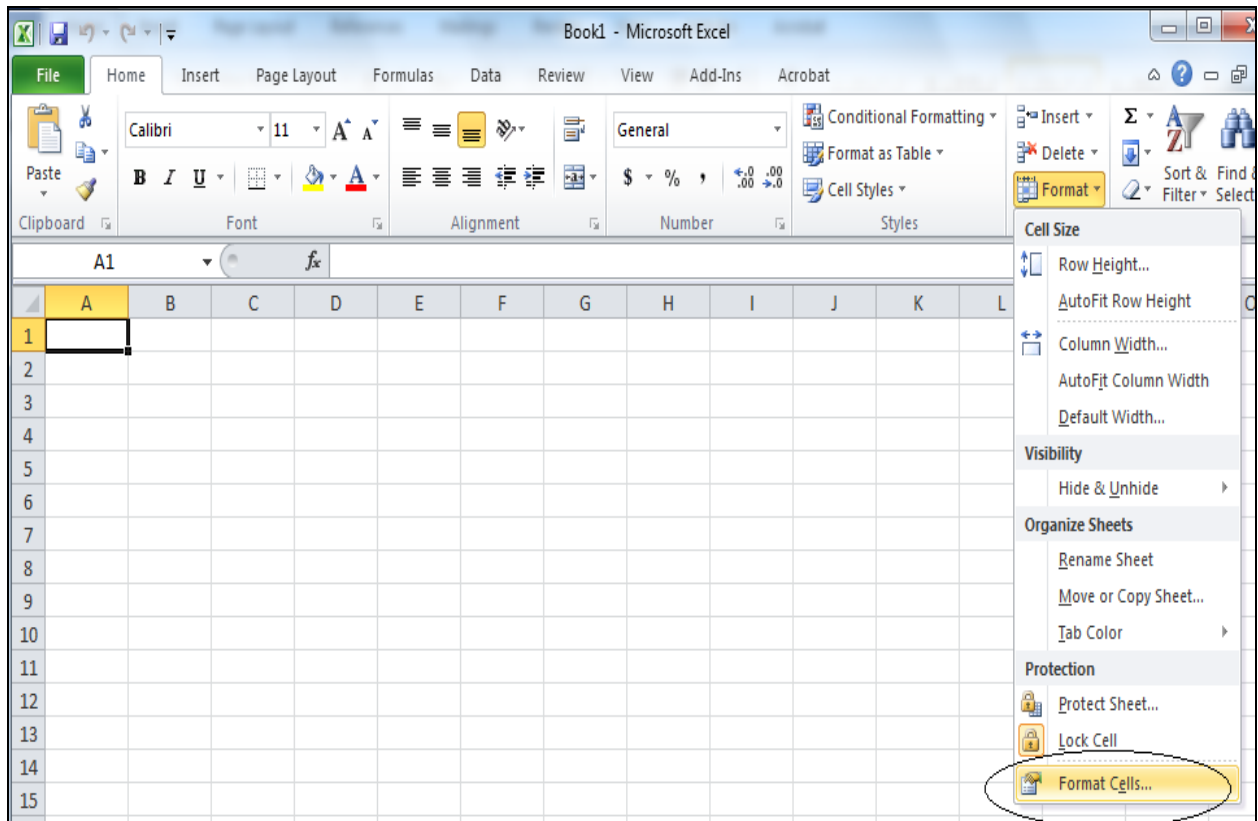 Book1 - Microsoft Excel
File Home Insert Page Layout Formulas Data Review View Add-Ins Acrobat
Calibri 11 A A General Conditional Formatting Insert Σ
Paste Format as Table Delete Sort & Find &
B I U A $ % , .0 .00 .00 .0 Cell Styles Format Filter Select
Clipboard Font Alignment Number Styles
A1 fx
A B C D E F G H I J K L O
1
2
3
4
5
6
7
8
9
10
11
12
13
14
15
Cell Size
Row Height...
AutoFit Row Height
Column Width...
AutoFit Column Width
Default Width...
Visibility
Hide & Unhide
Organize Sheets
Rename Sheet
Move or Copy Sheet...
Tab Color
Protection
Protect Sheet...
Lock Cell
Format Cells...